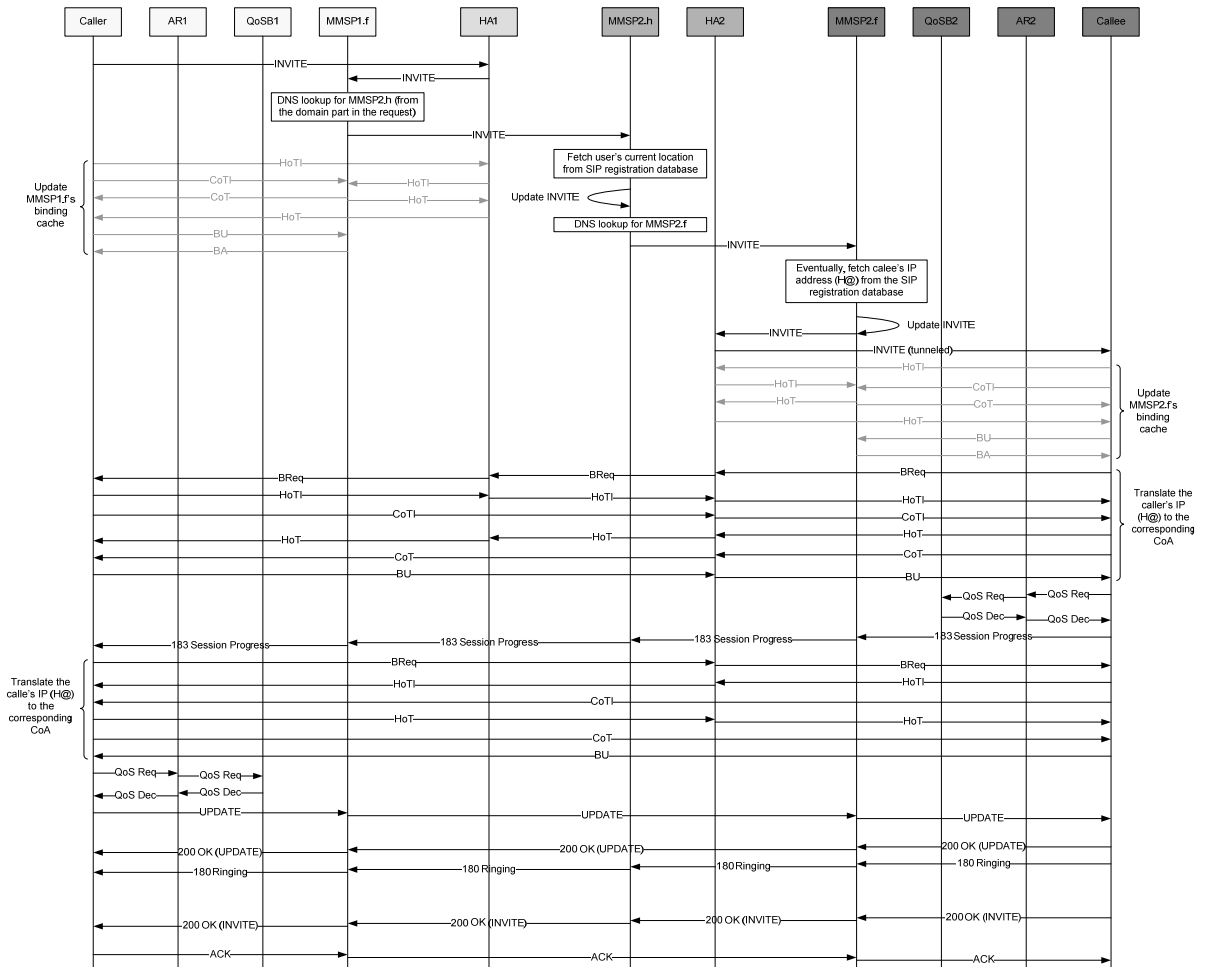 Caller
AR1
QoSB1
MMSP1.f
HA1
MMSP2.h
HA2
MMSP2.f
QoSB2
AR2
Callee
INVITE
INVITE
DNS lookup for MMSP2.h (from
the domain part in the request)
INVITE
Fetch user's current location
from SIP registration database
Update
MMSP1.f's
binding
cache
HoTI
CoTI
HoTI
CoT
HoT
HoT
BU
BA
Update INVITE
DNS lookup for MMSP2.f
INVITE
Eventually, fetch calee's IP
address (H@) from the SIP
registration database
Update INVITE
INVITE
INVITE (tunneled)
HoTI
HoTI
CoTI
HoT
CoT
HoT
BU
BA
Update
MMSP2.f's
binding
cache
BReq
BReq
HoTI
HoTI
HoTI
CoTI
CoTI
HoT
HoT
HoT
CoT
CoT
BU
BU
Translate the
caller's IP
(H@) to the
corresponding
CoA
QoS Req
QoS Req
QoS Dec
QoS Dec
183 Session Progress
183 Session Progress
183 Session Progress
183 Session Progress
Translate the
calle's IP (H@)
to the
corresponding
CoA
BReq
BReq
HoTI
HoTI
CoTI
HoT
HoT
CoT
BU
QoS Req
QoS Req
QoS Dec
QoS Dec
UPDATE
UPDATE
UPDATE
200 OK (UPDATE)
200 OK (UPDATE)
200 OK (UPDATE)
180 Ringing
180 Ringing
180 Ringing
180 Ringing
200 OK (INVITE)
200 OK (INVITE)
200 OK (INVITE)
200 OK (INVITE)
ACK
ACK
ACK